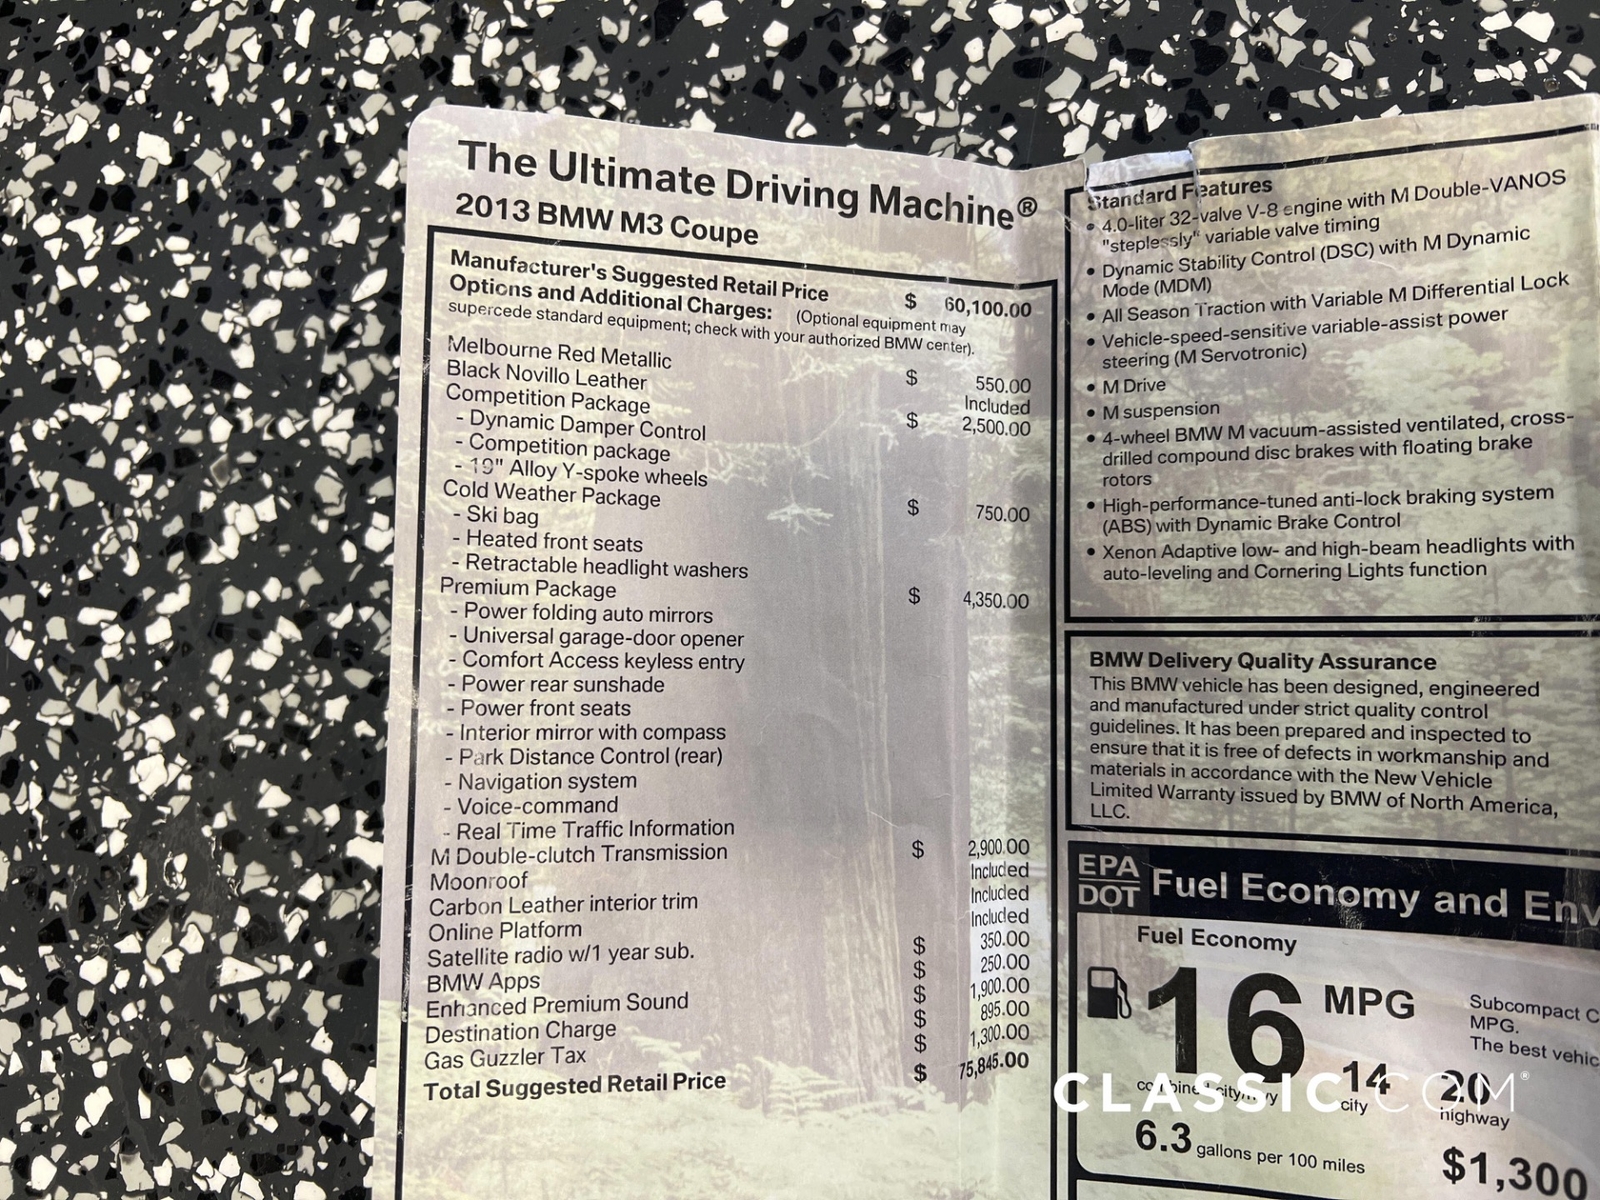 The Ultimate Driving Machine®
2013 BMW M3 Coupe
Manufacturer's Suggested Retail Price $ 60,100.00
Options and Additional Charges: (Optional equipment may
supercede standard equipment; check with your authorized BMW center).
Melbourne Red Metallic $ 550.00
Black Novillo Leather Included
Competition Package $ 2,500.00
- Dynamic Damper Control
- Competition package
- 19" Alloy Y-spoke wheels
Cold Weather Package $ 750.00
- Ski bag
- Heated front seats
- Retractable headlight washers
Premium Package $ 4,350.00
- Power folding auto mirrors
- Universal garage-door opener
- Comfort Access keyless entry
- Power rear sunshade
- Power front seats
- Interior mirror with compass
- Park Distance Control (rear)
- Navigation system
- Voice-command
- Real Time Traffic Information
M Double-clutch Transmission $ 2,900.00
Moonroof Included
Carbon Leather interior trim Included
Online Platform Included
Satellite radio w/1 year sub. $ 350.00
BMW Apps $ 250.00
Enhanced Premium Sound $ 1,900.00
Destination Charge $ 895.00
Gas Guzzler Tax $ 1,300.00
Total Suggested Retail Price $ 75,845.00
Standard Features
• 4.0-liter 32-valve V-8 engine with M Double-VANOS
"steplessly" variable valve timing
• Dynamic Stability Control (DSC) with M Dynamic
Mode (MDM)
• All Season Traction with Variable M Differential Lock
• Vehicle-speed-sensitive variable-assist power
steering (M Servotronic)
• M Drive
• M suspension
• 4-wheel BMW M vacuum-assisted ventilated, cross-
drilled compound disc brakes with floating brake
rotors
• High-performance-tuned anti-lock braking system
(ABS) with Dynamic Brake Control
• Xenon Adaptive low- and high-beam headlights with
auto-leveling and Cornering Lights function
BMW Delivery Quality Assurance
This BMW vehicle has been designed, engineered
and manufactured under strict quality control
guidelines. It has been prepared and inspected to
ensure that it is free of defects in workmanship and
materials in accordance with the New Vehicle
Limited Warranty issued by BMW of North America,
LLC.
EPA
DOT Fuel Economy and Env
Fuel Economy
16 MPG
Subcompact C
MPG.
The best vehic
combined city/hwy
14
city
20
highway
6.3 gallons per 100 miles
$1,300
CLASSIC.COM®